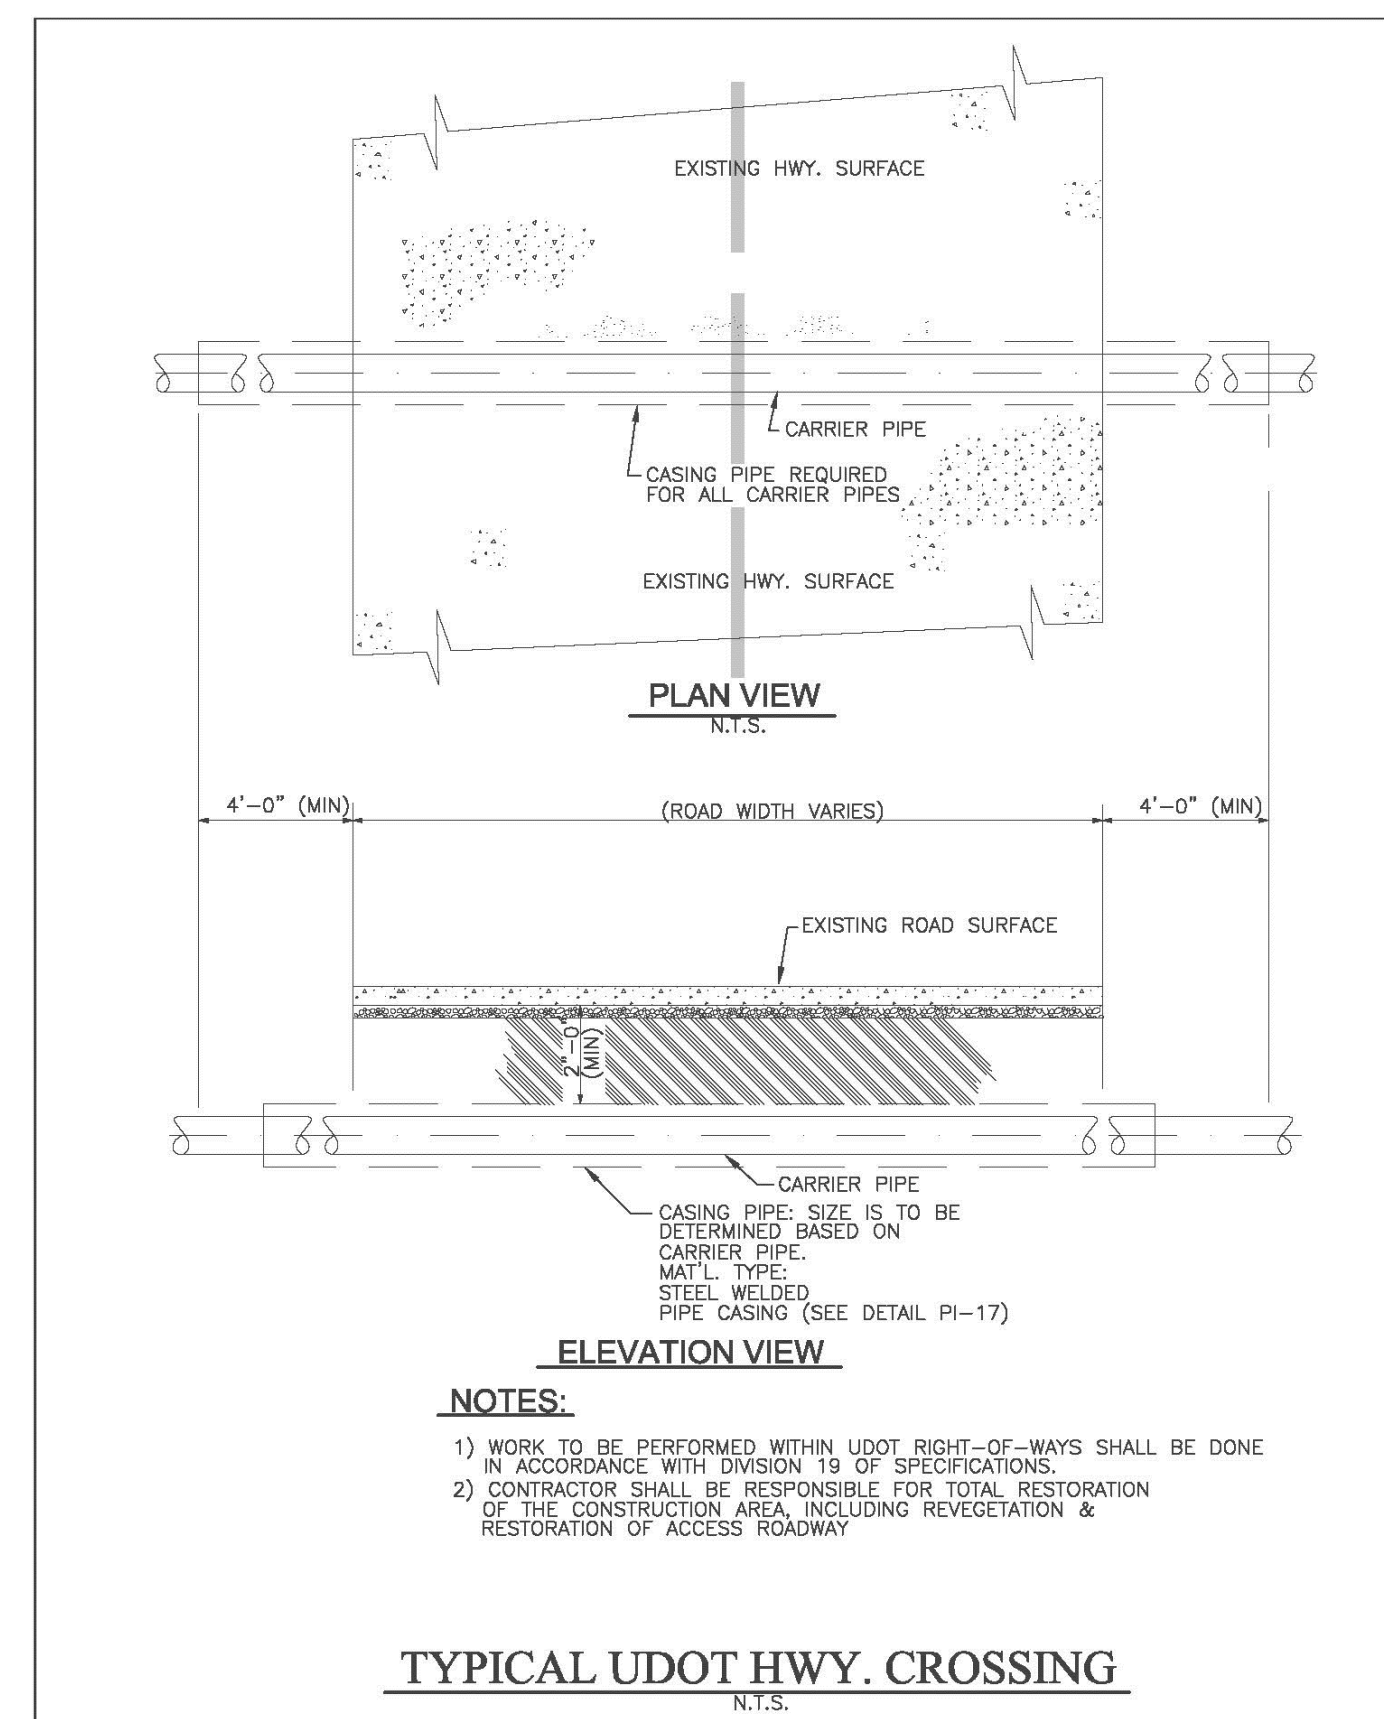 EXISTING HWY. SURFACE
CARRIER PIPE
CASING PIPE REQUIRED
FOR ALL CARRIER PIPES
EXISTING HWY. SURFACE
PLAN VIEW
N.T.S.
4'-0" (MIN)
(ROAD WIDTH VARIES)
4'-0" (MIN)
EXISTING ROAD SURFACE
2"-0"
(MIN)
CARRIER PIPE
CASING PIPE: SIZE IS TO BE
DETERMINED BASED ON
CARRIER PIPE.
MAT'L. TYPE:
STEEL WELDED
PIPE CASING (SEE DETAIL PI-17)
ELEVATION VIEW
NOTES:
1) WORK TO BE PERFORMED WITHIN UDOT RIGHT-OF-WAYS SHALL BE DONE
IN ACCORDANCE WITH DIVISION 19 OF SPECIFICATIONS.
2) CONTRACTOR SHALL BE RESPONSIBLE FOR TOTAL RESTORATION
OF THE CONSTRUCTION AREA, INCLUDING REVEGETATION &
RESTORATION OF ACCESS ROADWAY
TYPICAL UDOT HWY. CROSSING
N.T.S.